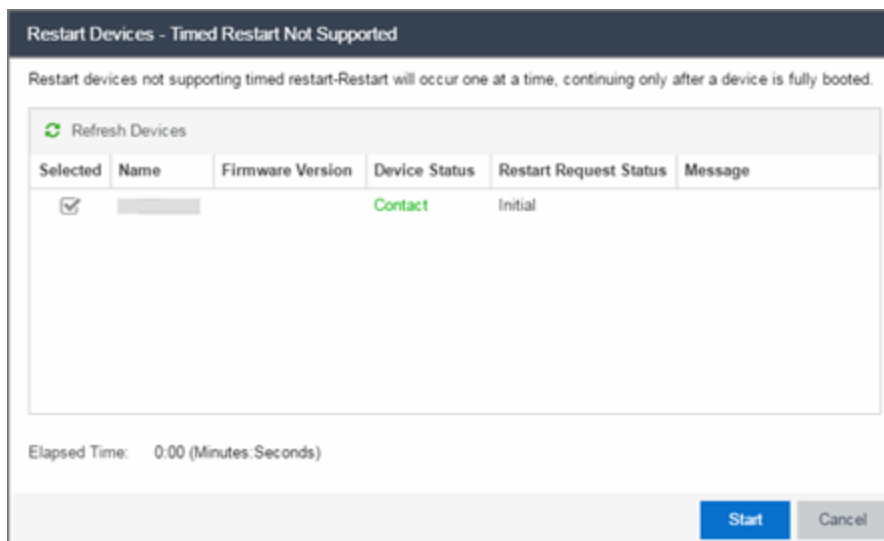 Restart Devices - Timed Restart Not Supported
Restart devices not supporting timed restart-Restart will occur one at a time, continuing only after a device is fully booted.
Refresh Devices
Selected Name Firmware Version Device Status Restart Request Status Message
Contact Initial
Elapsed Time: 0:00 (Minutes:Seconds)
Start Cancel